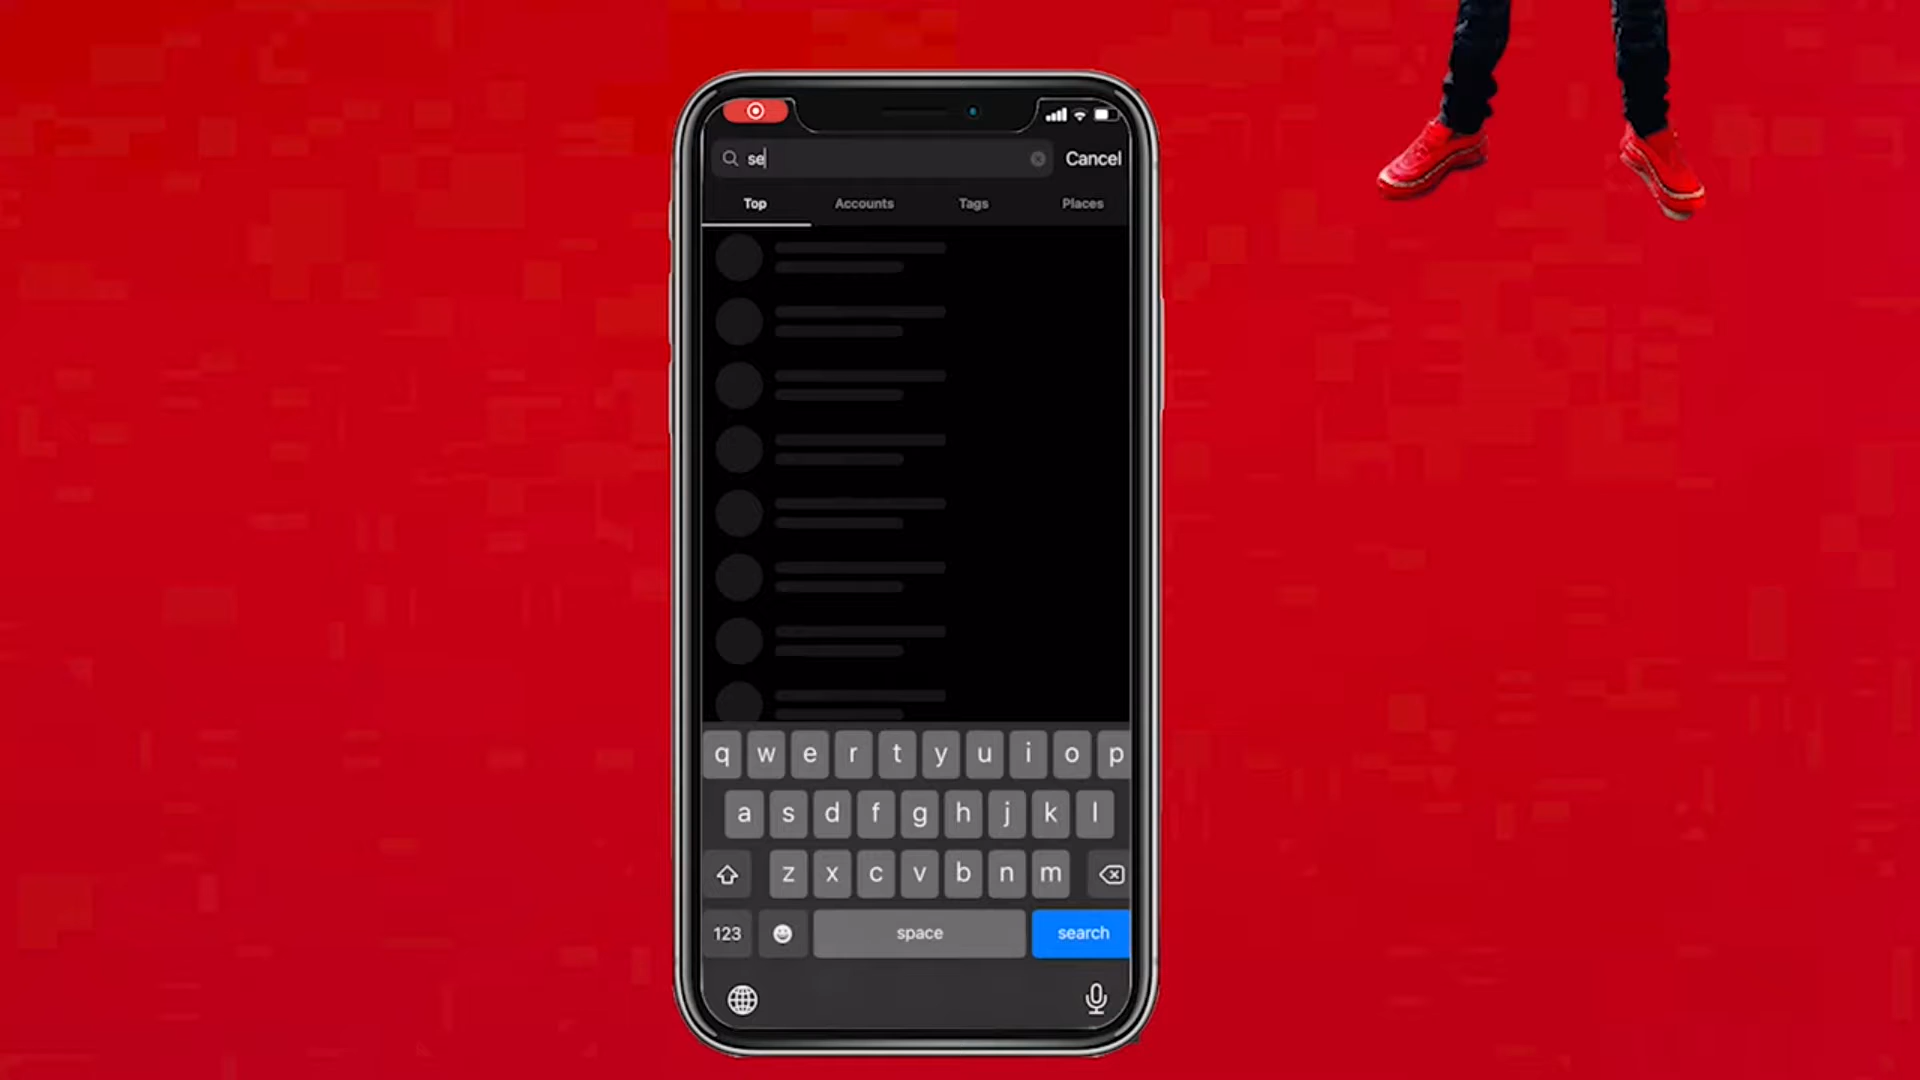 se
Cancel
Top Accounts Tags Places
q w e r t y u i o p
a s d f g h j k l
z x c v b n m
123 space search